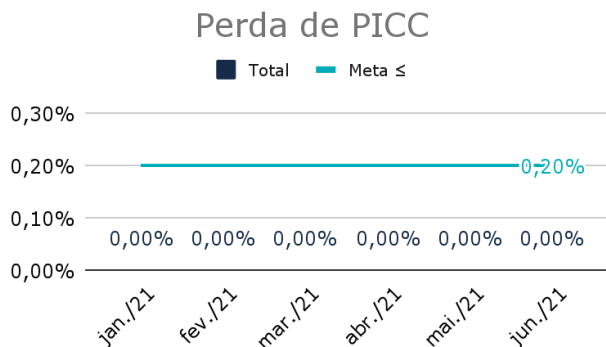 Perda de PICC
Total Meta ≤
0,30%
0,20% 0,20%
0,10%
0,00% 0,00% 0,00% 0,00% 0,00% 0,00%
0,00%
jan./21 fev./21 mar./21 abr./21 mai./21 jun./21